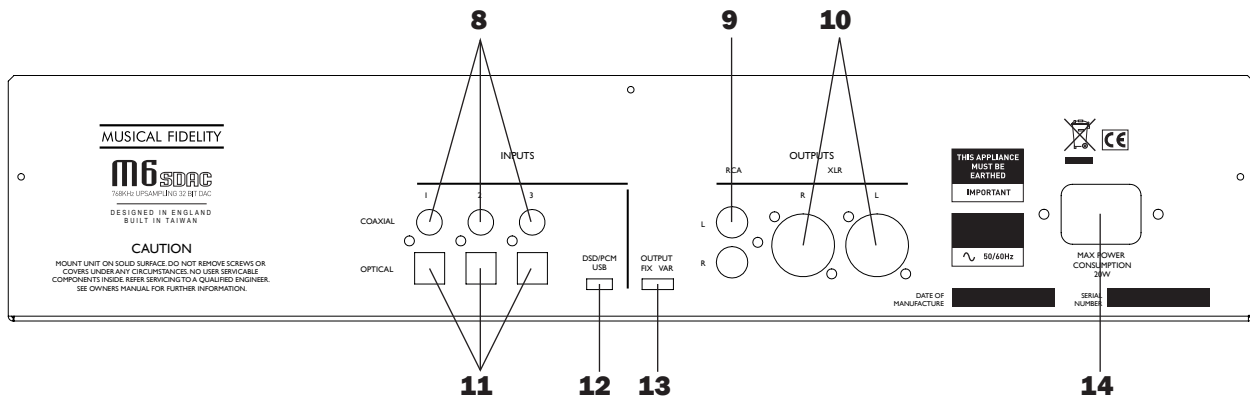 8
9
10
MUSICAL FIDELITY
M6 SDAC
768KHz UPSAMPLING 32 BIT DAC
DESIGNED IN ENGLAND
BUILT IN TAIWAN
CAUTION
MOUNT UNIT ON SOLID SURFACE. DO NOT REMOVE SCREWS OR
COVERS UNDER ANY CIRCUMSTANCES. NO USER SERVICABLE
COMPONENTS INSIDE. REFER SERVICING TO A QUALIFIED ENGINEER.
SEE OWNERS MANUAL FOR FURTHER INFORMATION.
INPUTS
1 2 3
COAXIAL
OPTICAL
DSD/PCM
USB
OUTPUT
FIX VAR
OUTPUTS
RCA XLR
R L
L
R
THIS APPLIANCE
MUST BE
EARTHED
IMPORTANT
50/60Hz
CE
MAX POWER
CONSUMPTION
20W
DATE OF
MANUFACTURE
SERIAL
NUMBER
11
12
13
14